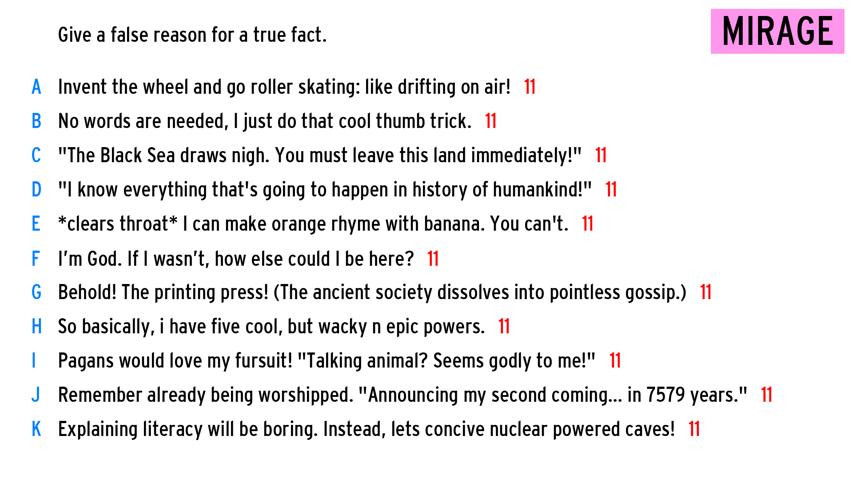 Give a false reason for a true fact.
MIRAGE
A Invent the wheel and go roller skating: like drifting on air! 11
B No words are needed, I just do that cool thumb trick. 11
C "The Black Sea draws nigh. You must leave this land immediately!" 11
D "I know everything that's going to happen in history of humankind!" 11
E *clears throat* I can make orange rhyme with banana. You can't. 11
F I'm God. If I wasn't, how else could I be here? 11
G Behold! The printing press! (The ancient society dissolves into pointless gossip.) 11
H So basically, i have five cool, but wacky n epic powers. 11
I Pagans would love my fursuit! "Talking animal? Seems godly to me!" 11
J Remember already being worshipped. "Announcing my second coming... in 7579 years." 11
K Explaining literacy will be boring. Instead, lets concive nuclear powered caves! 11